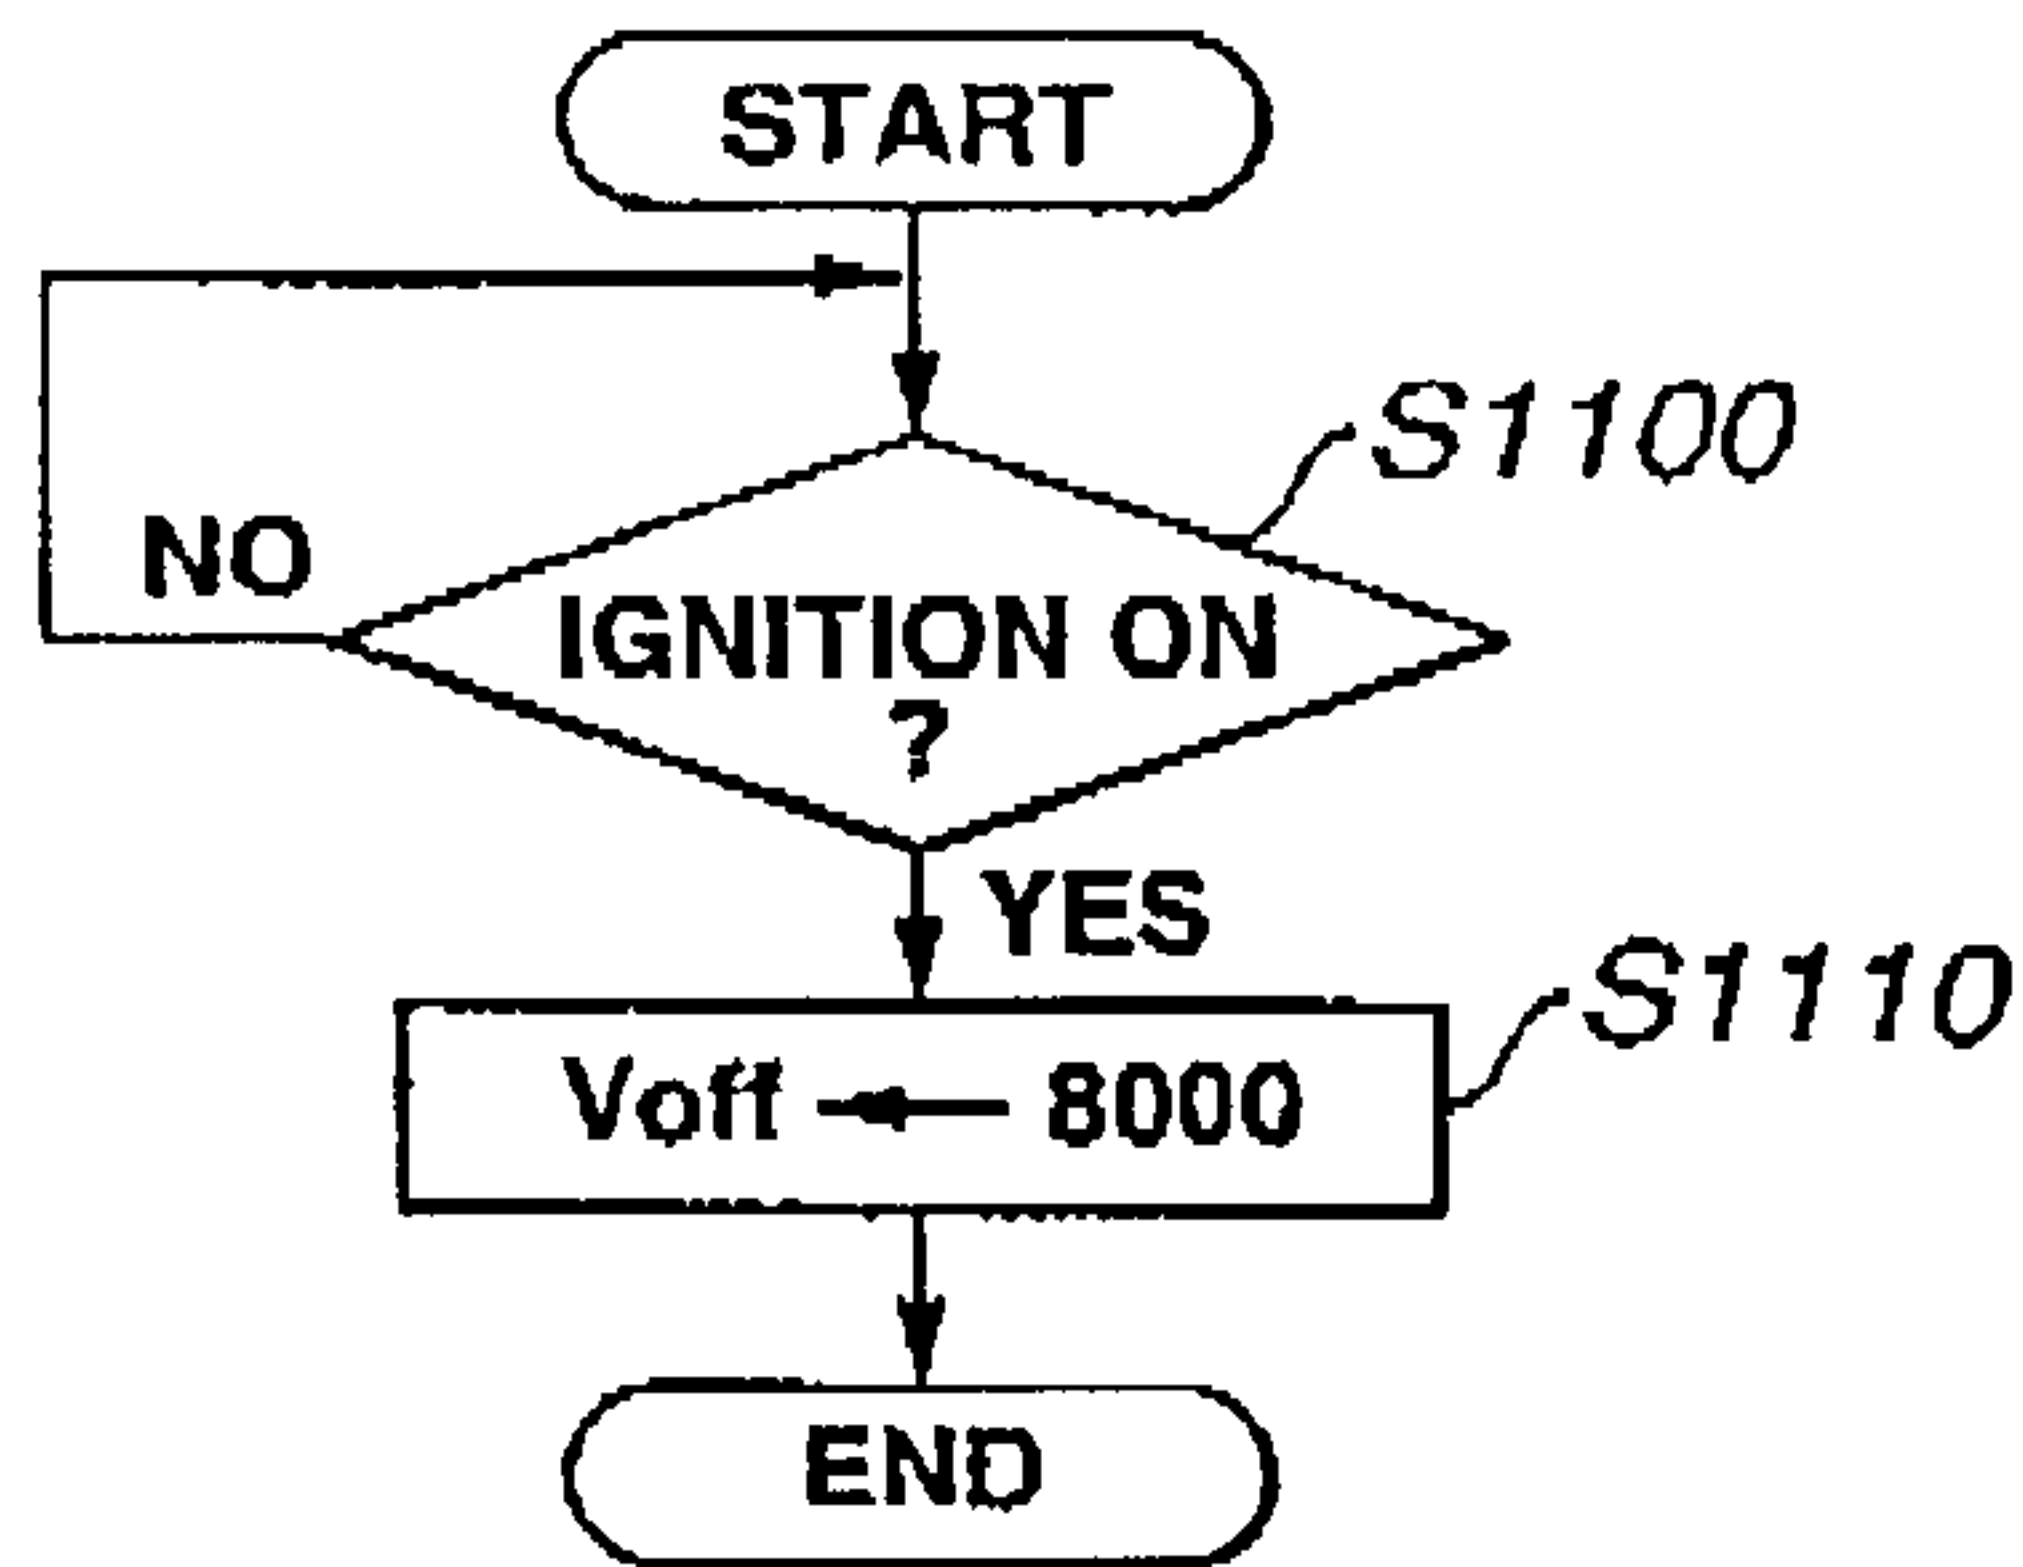 START
S1100
NO
IGNITION ON
?
YES
S1110
Voff ← 8000
END